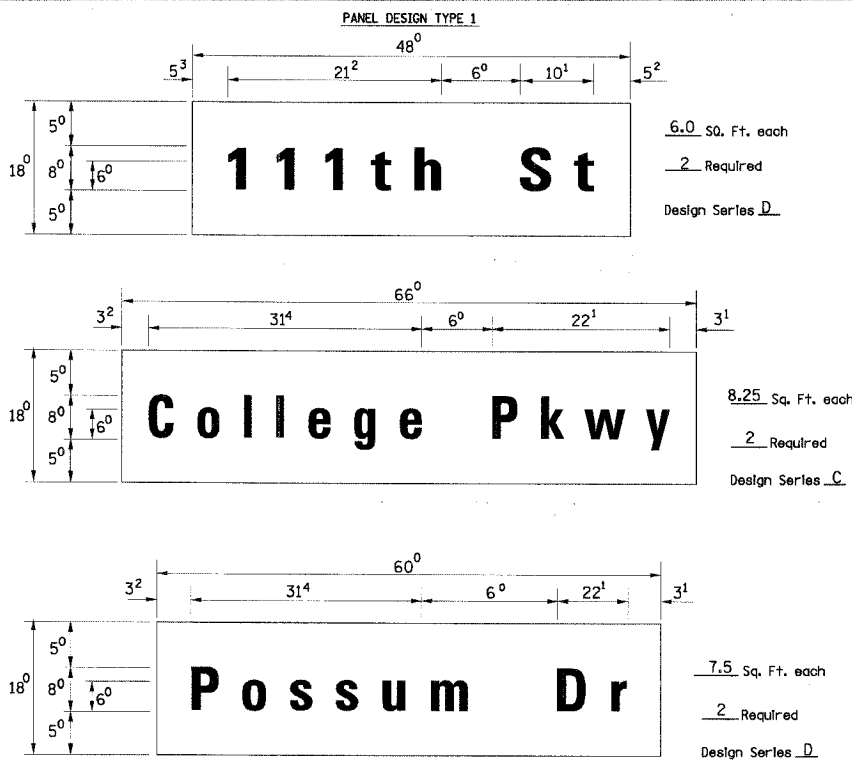 PANEL DESIGN TYPE 1
48⁰
5³ 21² 6⁰ 10¹ 5²
18⁰ 5⁰ 8⁰ 6⁰ 5⁰
111th St
6.0 SQ. Ft. each
2 Required
Design Series D
66⁰
3² 31⁴ 6⁰ 22¹ 3¹
18⁰ 5⁰ 8⁰ 6⁰ 5⁰
College Pkwy
8.25 Sq. Ft. each
2 Required
Design Series C
60⁰
3² 31⁴ 6⁰ 22¹ 3¹
18⁰ 5⁰ 8⁰ 6⁰ 5⁰
Possum Dr
7.5 Sq. Ft. each
2 Required
Design Series D